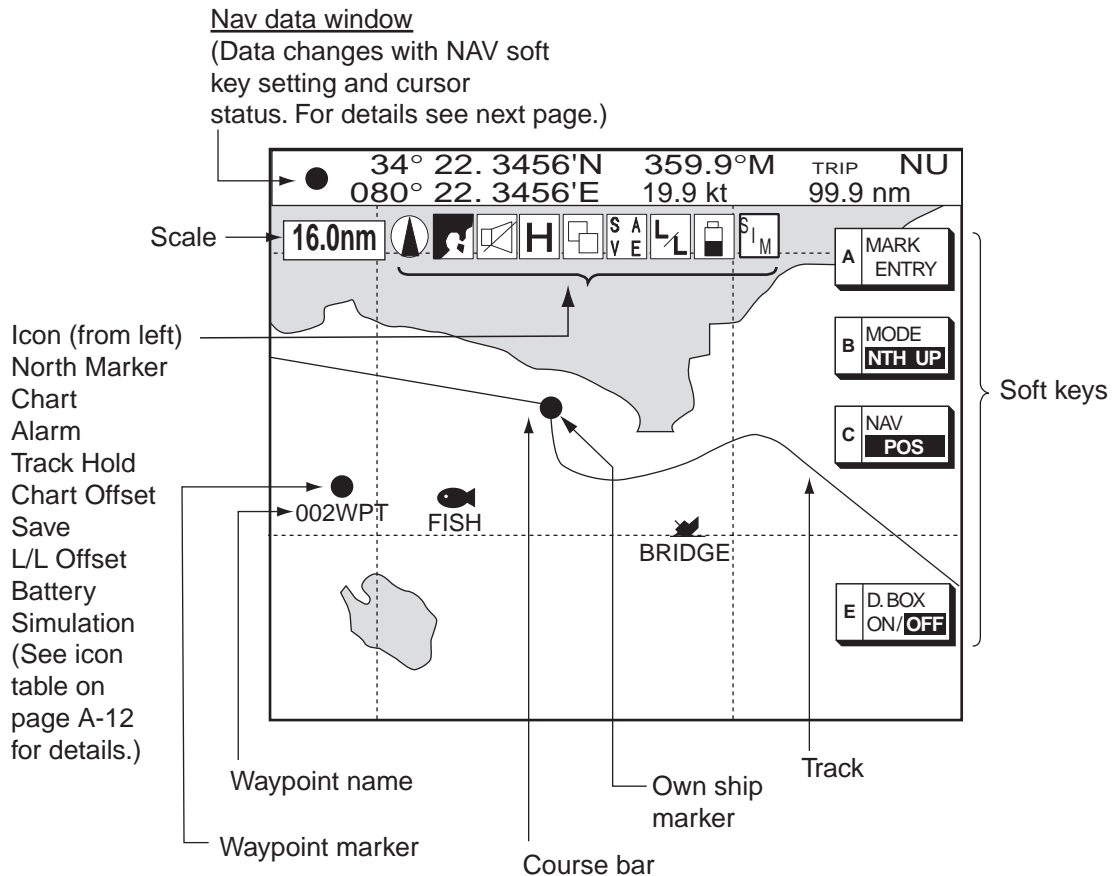 Nav data window
(Data changes with NAV soft
key setting and cursor
status. For details see next page.)
34° 22. 3456'N 359.9°M TRIP NU
080° 22. 3456'E 19.9 kt 99.9 nm
Scale
16.0nm
H
S A
V E
L/L
SIM
A MARK
ENTRY
B MODE
NTH UP
C NAV
POS
E D. BOX
ON/OFF
Soft keys
Icon (from left)
North Marker
Chart
Alarm
Track Hold
Chart Offset
Save
L/L Offset
Battery
Simulation
(See icon
table on
page A-12
for details.)
002WPT
FISH
BRIDGE
Waypoint name
Waypoint marker
Course bar
Own ship
marker
Track